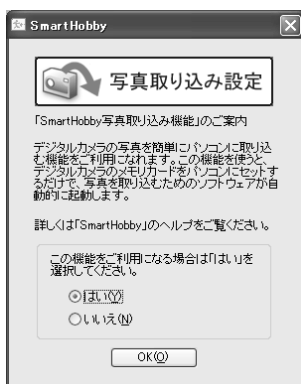 SmartHobby
写真取り込み設定
「SmartHobby写真取り込み機能」のご案内
デジタルカメラの写真を簡単にパソコンに取り込
む機能をご利用になれます。この機能を使うと、
デジタルカメラのメモリカードをパソコンにセットす
るだけで、写真を取り込むためのソフトウェアが自
動的に起動します。
詳しくは「SmartHobby」のヘルプをご覧ください。
この機能をご利用になる場合は「はい」を
選択してください。
はい(Y)
いいえ(N)
OK(O)